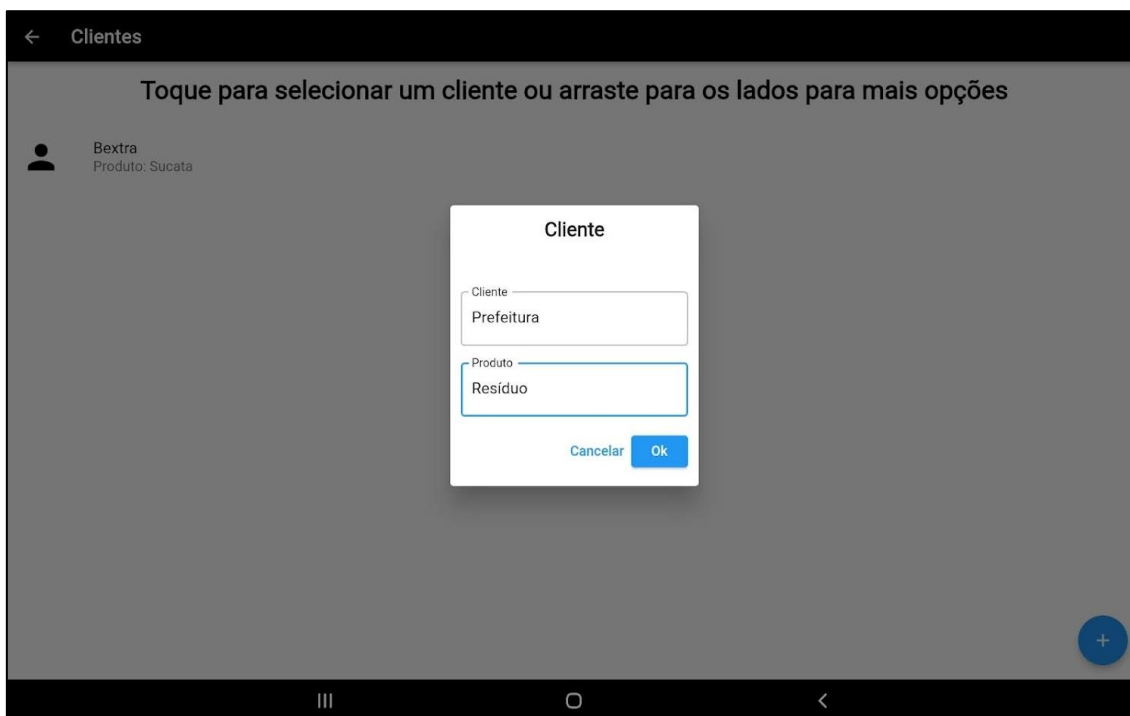 Clientes
Toque para selecionar um cliente ou arraste para os lados para mais opções
Bextra
Produto: Sucata
Cliente
Cliente
Prefeitura
Produto
Resíduo
Cancelar Ok